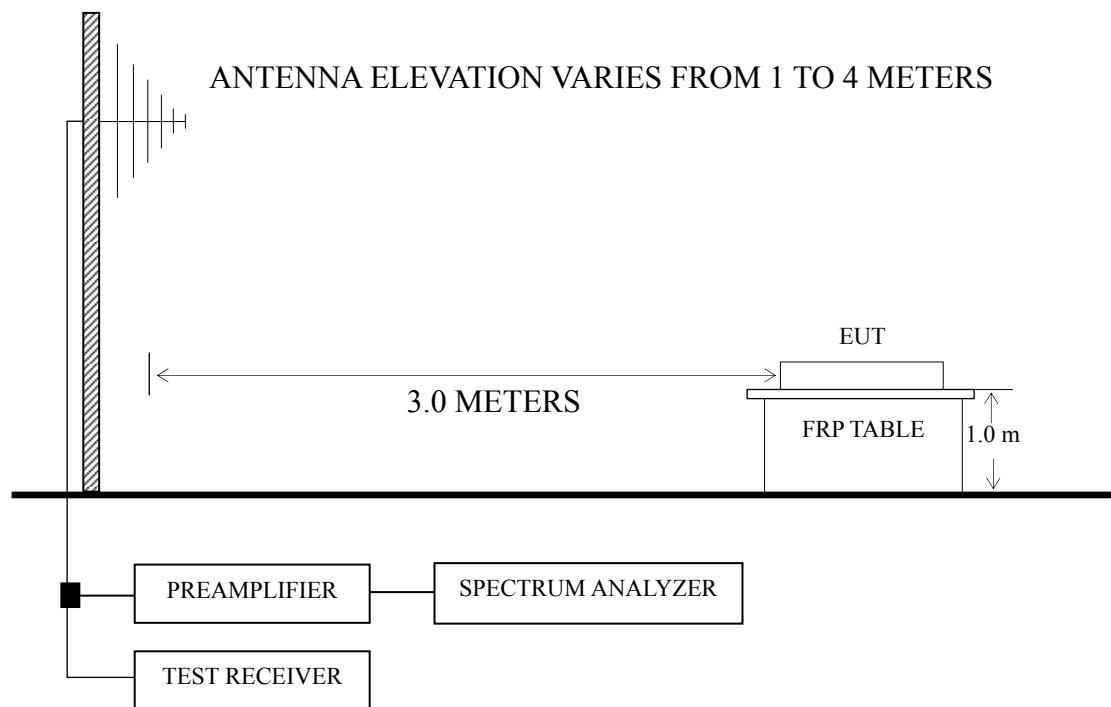 ANTENNA ELEVATION VARIES FROM 1 TO 4 METERS
EUT
3.0 METERS
FRP TABLE
1.0 m
PREAMPLIFIER
SPECTRUM ANALYZER
TEST RECEIVER